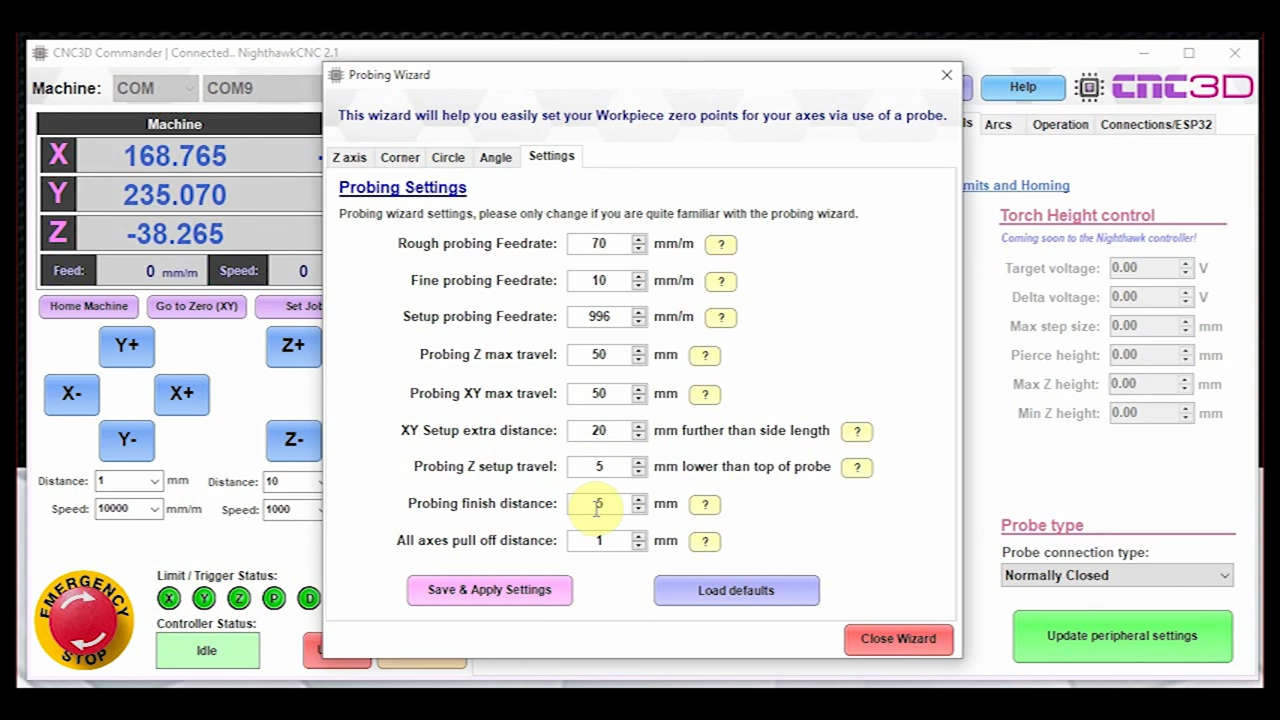 CNC3D Commander | Connected.. NighthawkCNC 2.1
Machine: COM COM9
Help
CNC3D
Machine
X 168.765
Y 235.070
Z -38.265
Feed: 0 mm/m Speed: 0
Home Machine Go to Zero (XY) Set Job
Y+ Z+
X- X+
Y- Z-
Distance: 1 mm Distance: 10
Speed: 10000 mm/m Speed: 1000
EMERGENCY
STOP
Limit / Trigger Status:
X Y Z P D
Controller Status:
Idle
Probing Wizard
This wizard will help you easily set your Workpiece zero points for your axes via use of a probe.
Z axis Corner Circle Angle Settings
Probing Settings
Probing wizard settings, please only change if you are quite familiar with the probing wizard.
Rough probing Feedrate: 70 mm/m ?
Fine probing Feedrate: 10 mm/m ?
Setup probing Feedrate: 996 mm/m ?
Probing Z max travel: 50 mm ?
Probing XY max travel: 50 mm ?
XY Setup extra distance: 20 mm further than side length ?
Probing Z setup travel: 5 mm lower than top of probe ?
Probing finish distance: 5 mm ?
All axes pull off distance: 1 mm ?
Save & Apply Settings Load defaults
Close Wizard
ls Arcs Operation Connections/ESP32
mits and Homing
Torch Height control
Coming soon to the Nighthawk controller!
Target voltage: 0.00 V
Delta voltage: 0.00 V
Max step size: 0.00 mm
Pierce height: 0.00 mm
Max Z height: 0.00 mm
Min Z height: 0.00 mm
Probe type
Probe connection type:
Normally Closed
Update peripheral settings